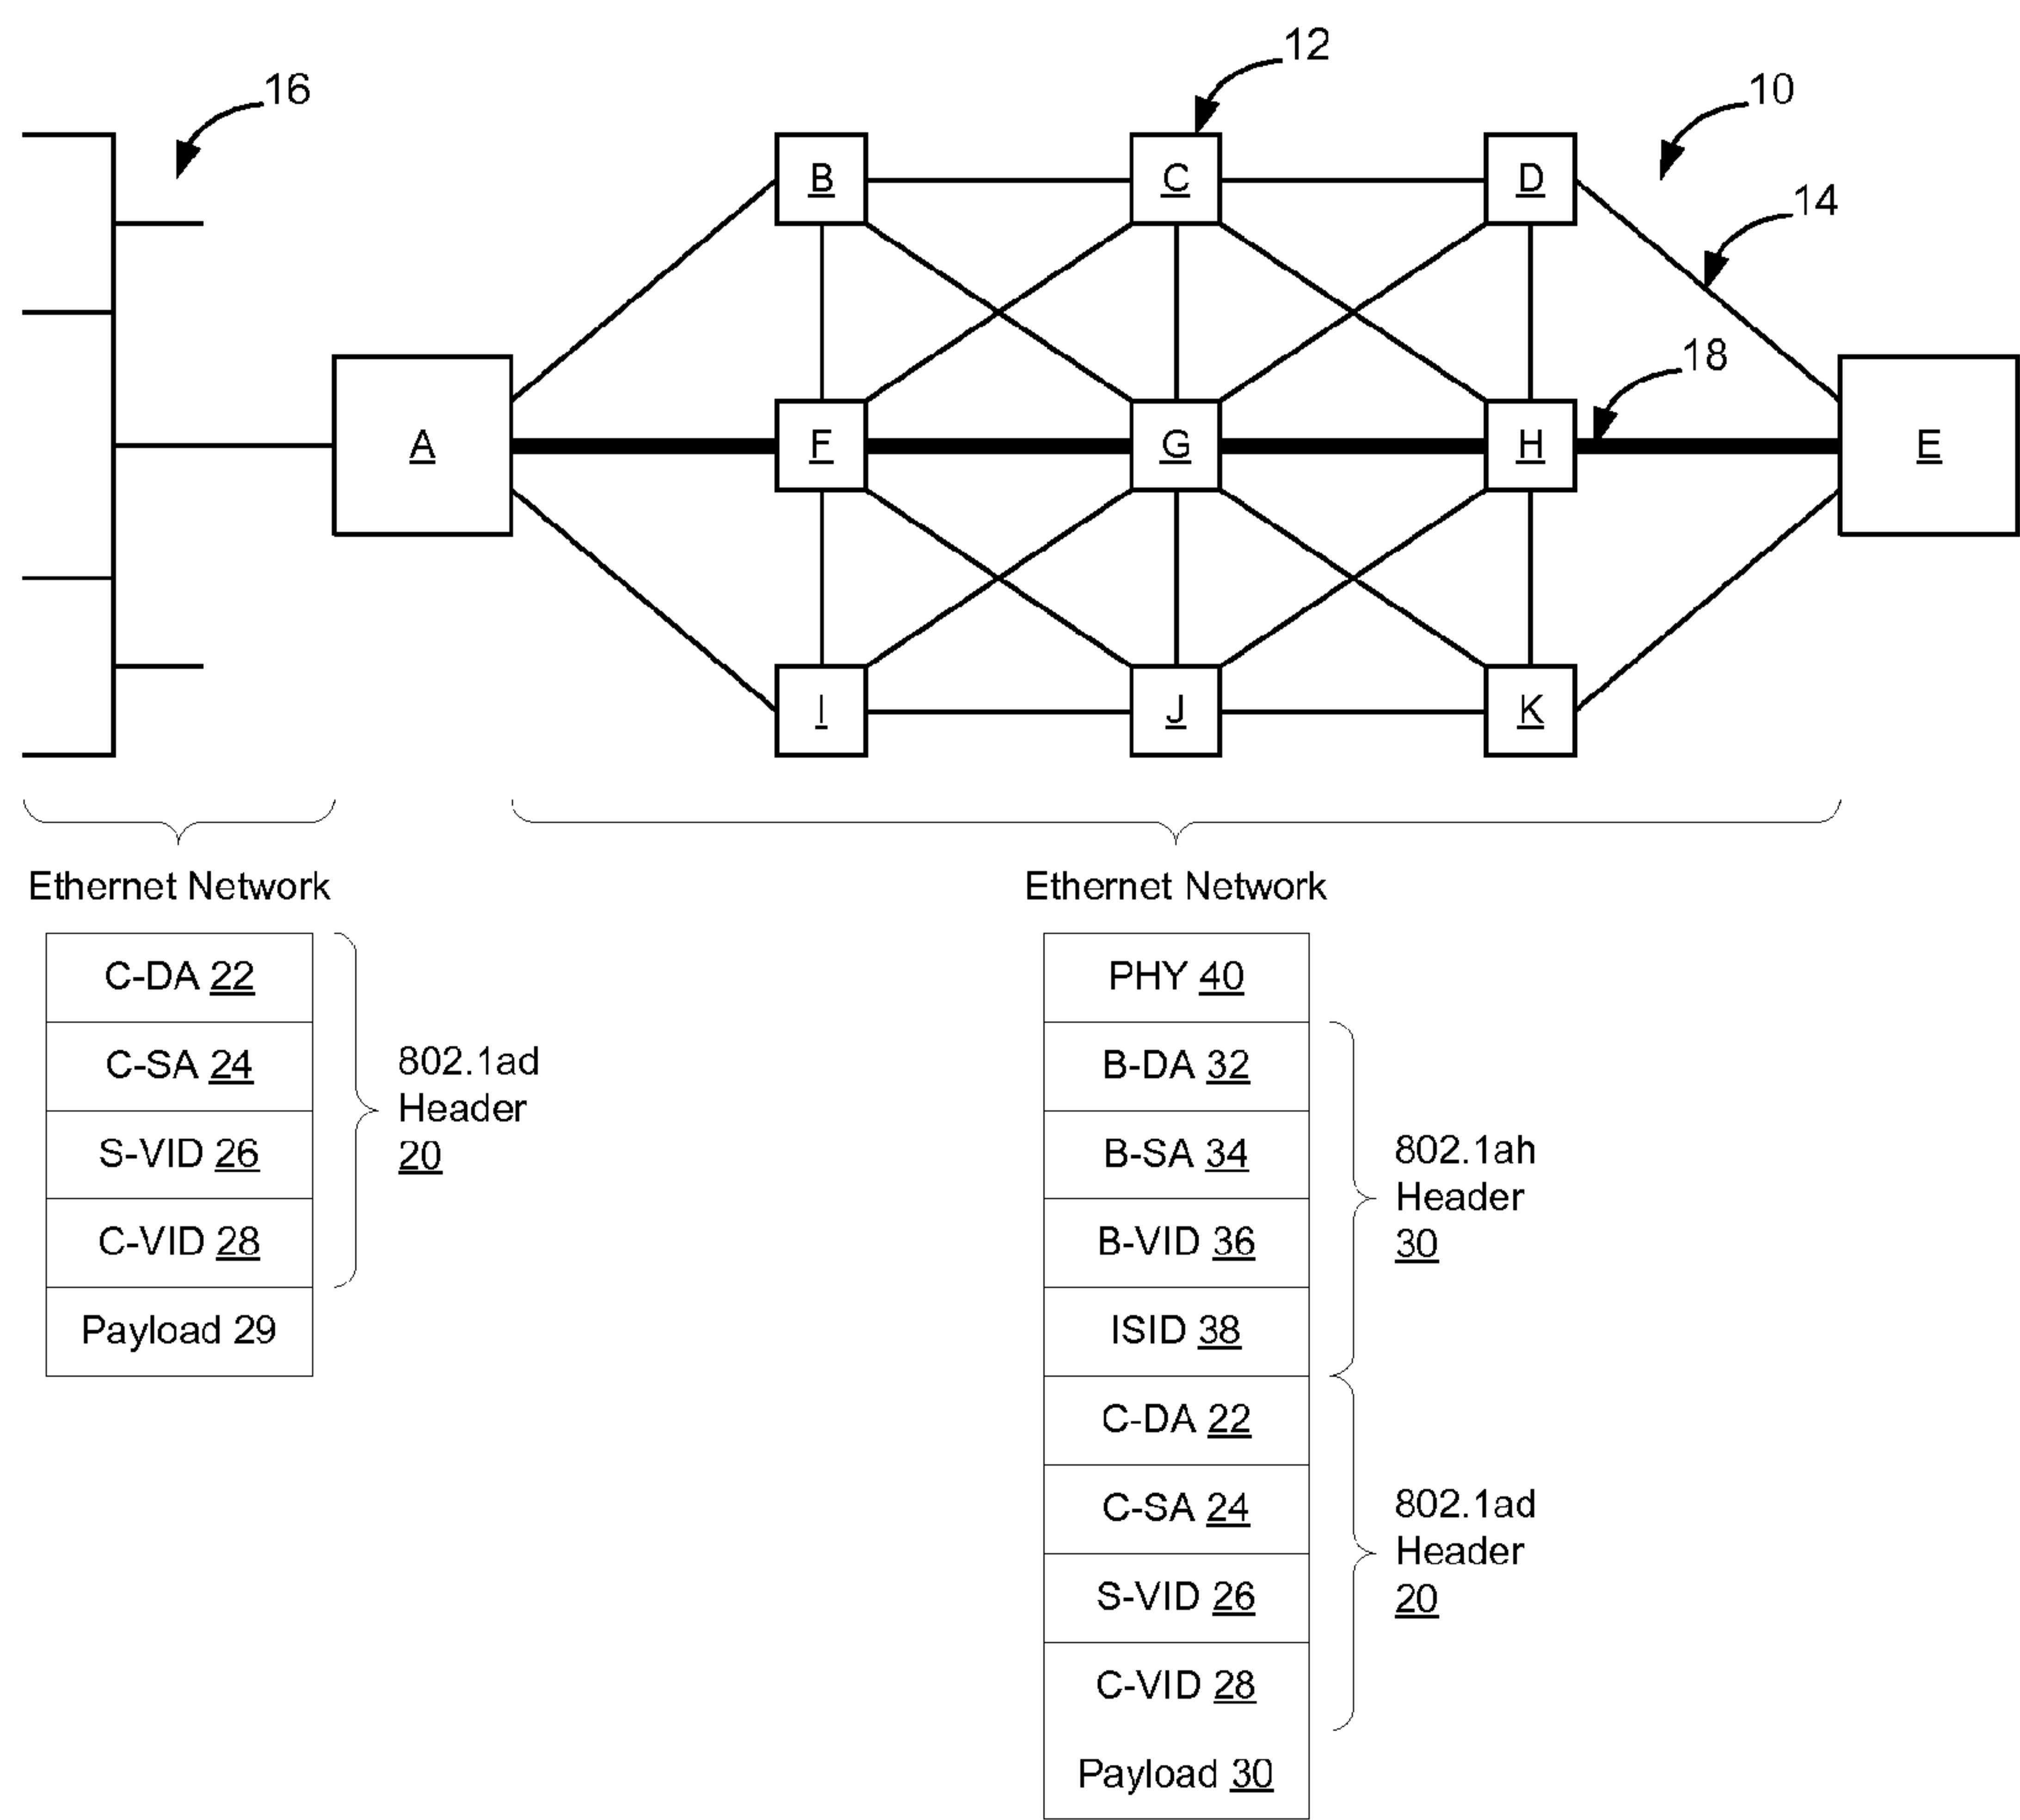 12
16
10
B
C
D
14
18
A
F
G
H
E
I
J
K
Ethernet Network
Ethernet Network
C-DA 22
C-SA 24
S-VID 26
C-VID 28
Payload 29
802.1ad
Header
20
PHY 40
B-DA 32
B-SA 34
B-VID 36
ISID 38
C-DA 22
C-SA 24
S-VID 26
C-VID 28
Payload 30
802.1ah
Header
30
802.1ad
Header
20